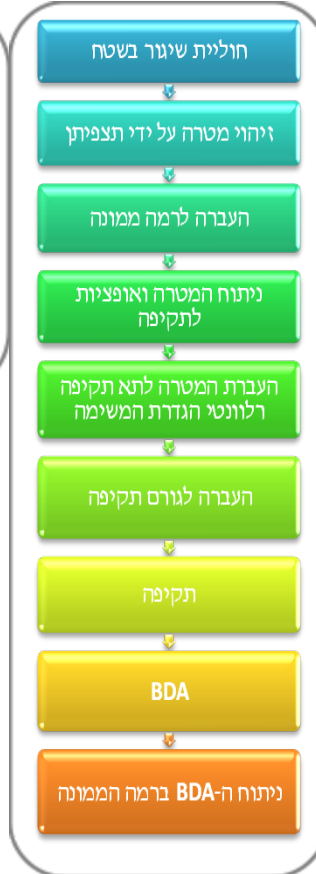 חוליית שיגור בשטח
זיהוי מטרה על ידי תצפיתן
העברה לרמה ממונה
ניתוח המטרה ואופציות
לתקיפה
העברת המטרה לתא תקיפה
רלוונטי הגדרת המשימה
העברה לגורם תקיפה
תקיפה
BDA
ניתוח ה-BDA ברמה הממונה